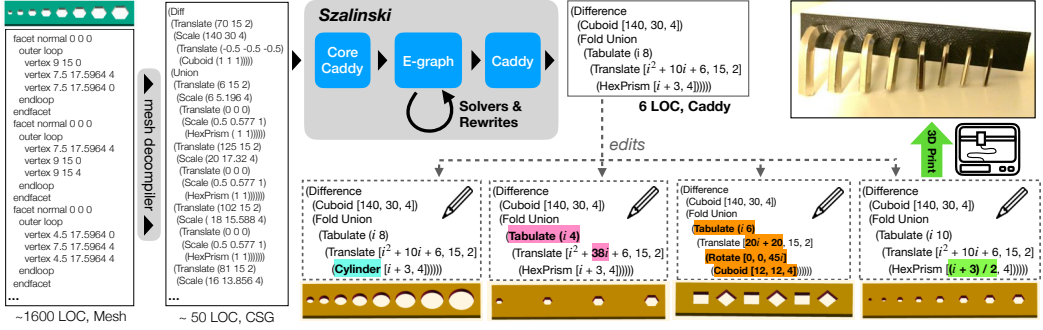 facet normal 0 0 0
outer loop
vertex 9 15 0
vertex 7.5 17.5964 4
vertex 7.5 17.5964 0
endloop
endfacet
facet normal 0 0 0
outer loop
vertex 7.5 17.5964 4
vertex 9 15 0
vertex 9 15 4
endloop
endfacet
facet normal 0 0 0
outer loop
vertex 4.5 17.5964 0
vertex 7.5 17.5964 4
vertex 4.5 17.5964 4
endloop
endfacet
...
~1600 LOC, Mesh
mesh decompiler
(Diff
(Translate (70 15 2)
(Scale (140 30 4)
(Translate (-0.5 -0.5 -0.5)
(Cuboid (1 1 1)))))
(Union
(Translate (6 15 2)
(Scale (6 5.196 4)
(Translate (0 0 0)
(Scale (0.5 0.577 1)
(HexPrism ( 1 1))))))
(Translate (125 15 2)
(Scale (20 17.32 4)
(Translate (0 0 0)
(Scale (0.5 0.577 1)
(HexPrism (1 1)))))))
(Translate (102 15 2)
(Scale ( 18 15.588 4)
(Translate (0 0 0)
(Scale (0.5 0.577 1)
(HexPrism (1 1)))))))
(Translate (81 15 2)
(Scale (16 13.856 4)
...
~ 50 LOC, CSG
Szalinski
Core
Caddy
E-graph
Caddy
Solvers &
Rewrites
(Difference
(Cuboid [140, 30, 4])
(Fold Union
(Tabulate (i 8)
(Translate [i² + 10i + 6, 15, 2]
(HexPrism [i + 3, 4])))))
6 LOC, Caddy
edits
3D Print
(Difference
(Cuboid [140, 30, 4])
(Fold Union
(Tabulate (i 8)
(Translate [i² + 10i + 6, 15, 2]
(Cylinder [i + 3, 4])))))
(Difference
(Cuboid [140, 30, 4])
(Fold Union
(Tabulate (i 4)
(Translate [i² + 38i + 6, 15, 2]
(HexPrism [i + 3, 4])))))
(Difference
(Cuboid [140, 30, 4])
(Fold Union
(Tabulate (i 6)
(Translate [20i + 20, 15, 2]
(Rotate [0, 0, 45i]
(Cuboid [12, 12, 4]))))))
(Difference
(Cuboid [140, 30, 4])
(Fold Union
(Tabulate (i 10)
(Translate [i² + 10i + 6, 15, 2]
(HexPrism [(i + 3) / 2, 4])))))